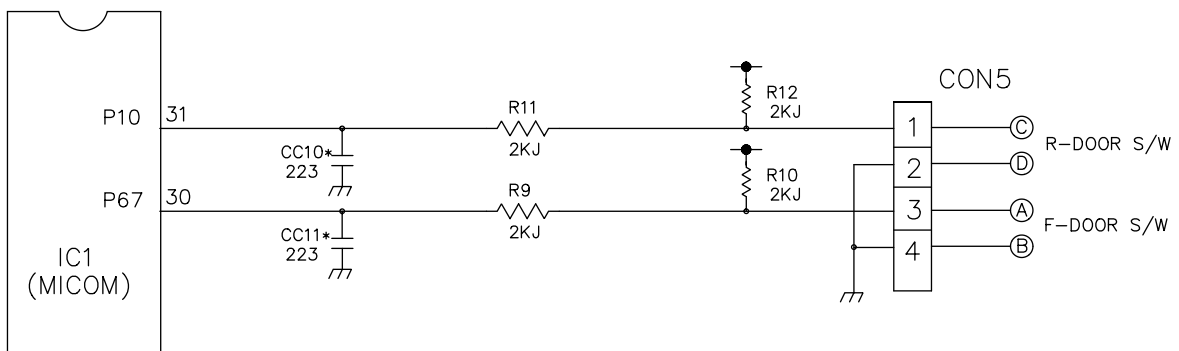 CON5
P10 31
R11
2KJ
R12
2KJ
1
C
R-DOOR S/W
CC10*
223
2
D
P67 30
R9
2KJ
R10
2KJ
3
A
F-DOOR S/W
CC11*
223
4
B
IC1
(MICOM)